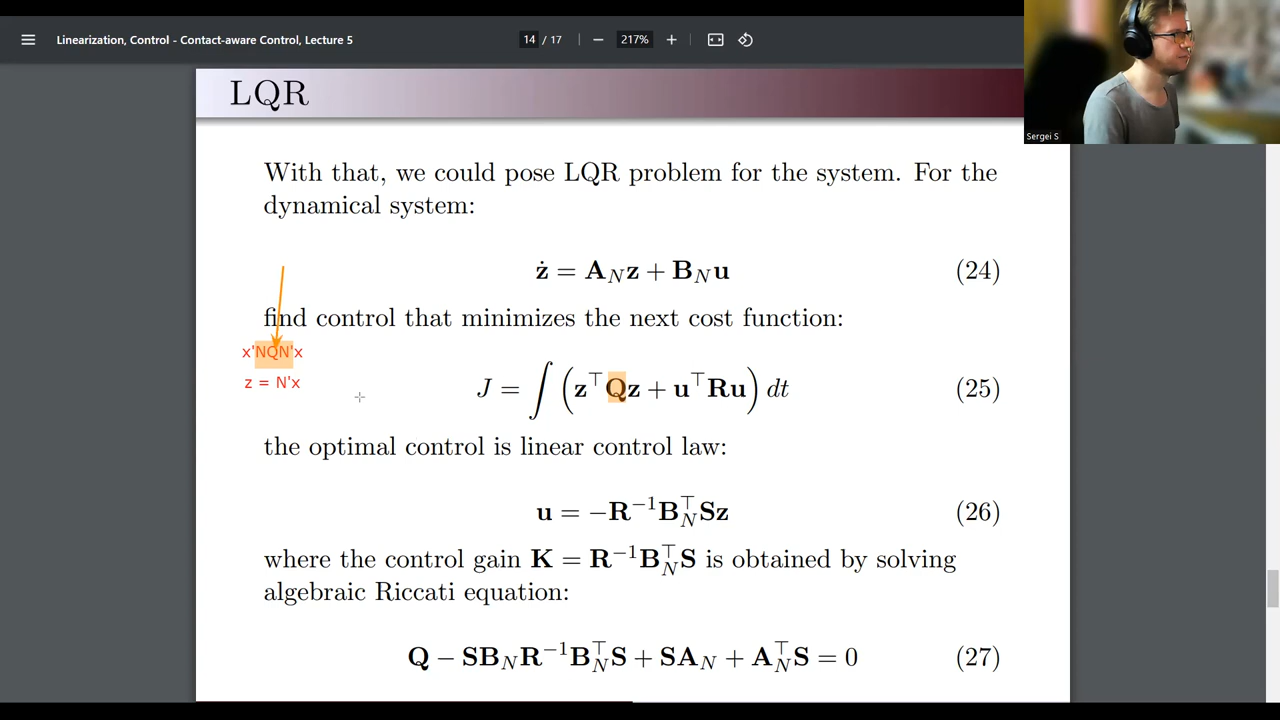 Linearization, Control - Contact-aware Control, Lecture 5
14 / 17
217%
Sergei S
LQR
With that, we could pose LQR problem for the system. For the
dynamical system:
ż = A_N z + B_N u (24)
find control that minimizes the next cost function:
x'NQN'x
z = N'x
J = ∫ (z^⊤Qz + u^⊤Ru) dt (25)
the optimal control is linear control law:
u = −R^{−1}B_N^⊤Sz (26)
where the control gain K = R^{−1}B_N^⊤S is obtained by solving
algebraic Riccati equation:
Q − SB_N R^{−1}B_N^⊤S + SA_N + A_N^⊤S = 0 (27)